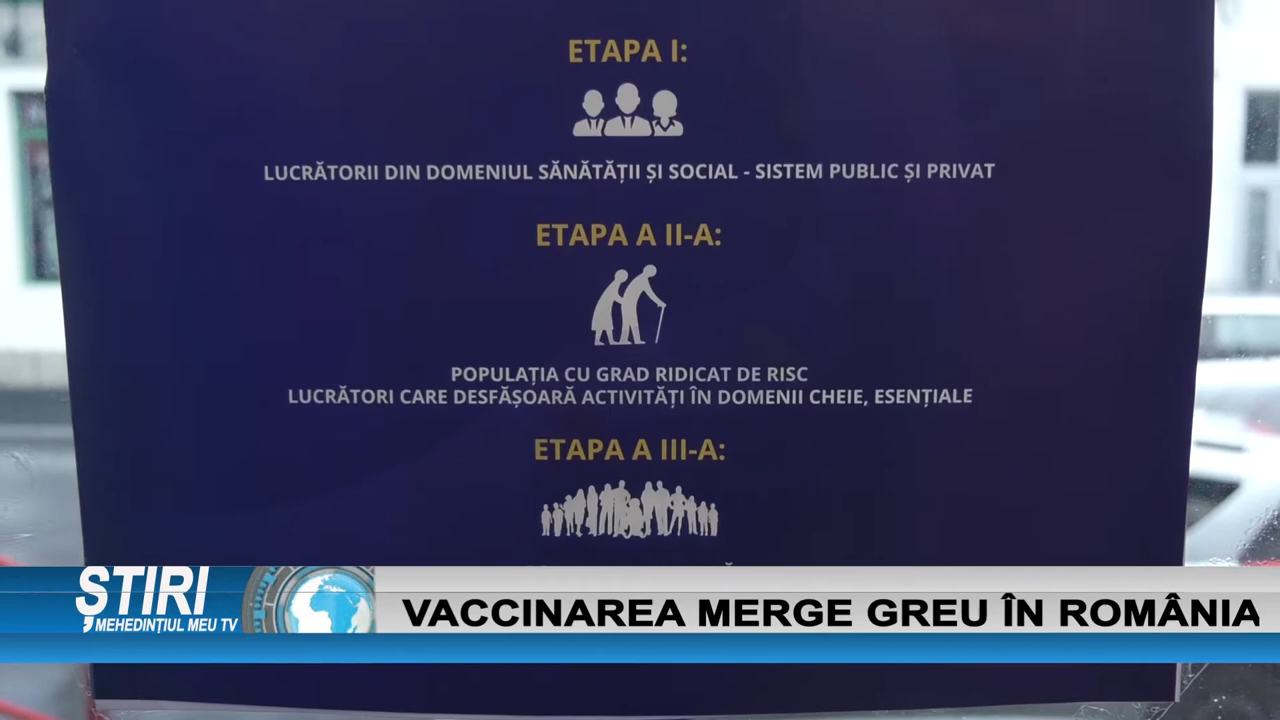 ETAPA I:
LUCRĂTORII DIN DOMENIUL SĂNĂTĂȚII ȘI SOCIAL - SISTEM PUBLIC ȘI PRIVAT
ETAPA A II-A:
POPULAȚIA CU GRAD RIDICAT DE RISC
LUCRĂTORI CARE DESFĂȘOARĂ ACTIVITĂȚI ÎN DOMENII CHEIE, ESENȚIALE
ETAPA A III-A:
ȘTIRI
MEHEDINȚIUL MEU TV
VACCINAREA MERGE GREU ÎN ROMÂNIA